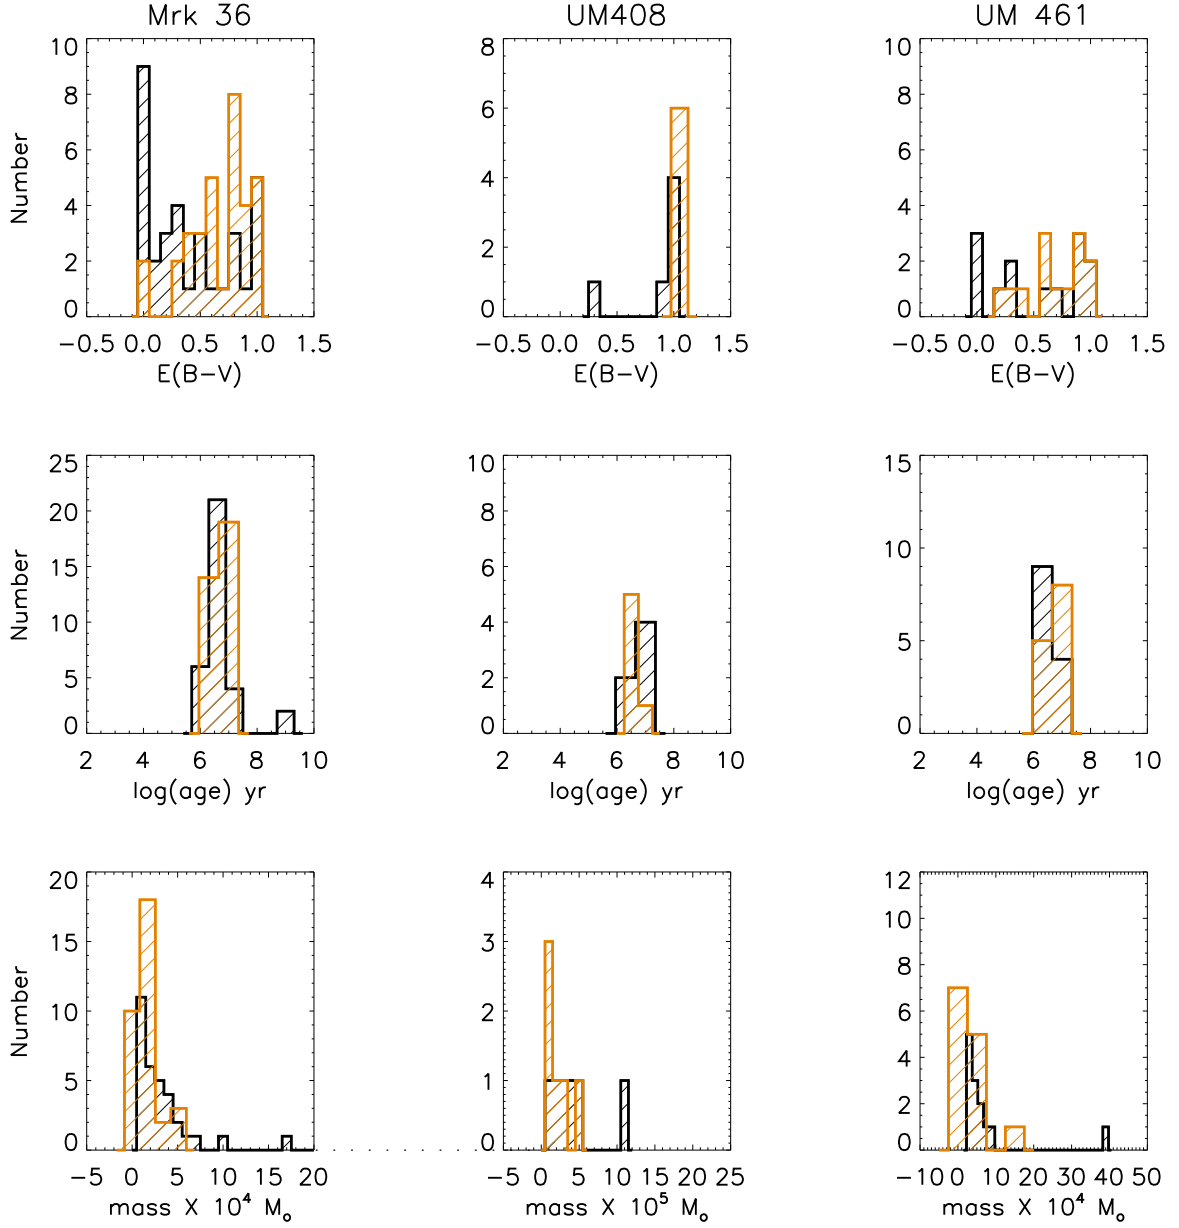 Mrk 36 UM408 UM 461
10 8 10
8 6 8
6 6
Number 4
4 4
2
2 2
0 0 0
−0.5 0.0 0.5 1.0 1.5 −0.5 0.0 0.5 1.0 1.5 −0.5 0.0 0.5 1.0 1.5
E(B−V) E(B−V) E(B−V)
25 10 15
20 8
10
15 6
Number
10 4
5
5 2
0 0 0
2 4 6 8 10 2 4 6 8 10 2 4 6 8 10
log(age) yr log(age) yr log(age) yr
20 4 12
10
15 3
8
Number 10 2 6
4
5 1
2
0 0 0
−5 0 5 10 15 20 −5 0 5 10 15 20 25 −10 0 10 20 30 40 50
mass X 10⁴ M₀ mass X 10⁵ M₀ mass X 10⁴ M₀